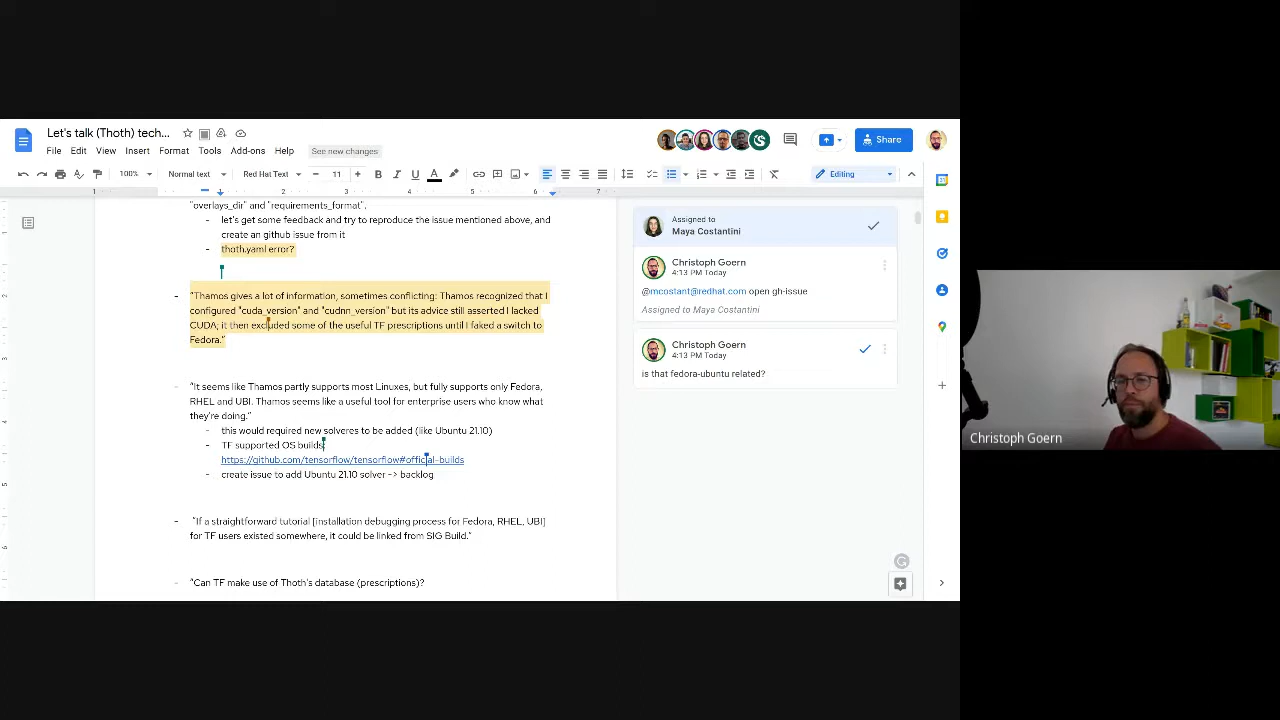 Let's talk (Thoth) tech...
File Edit View Insert Format Tools Add-ons Help See new changes
Share
100% Normal text Red Hat Text 11 B I U A Editing
1 1 2 3 4 5 6 7
"overlays_dir" and "requirements_format".
- let's get some feedback and try to reproduce the issue mentioned above, and
create an github issue from it
- thoth.yaml error?
- "Thamos gives a lot of information, sometimes conflicting: Thamos recognized that I
configured "cuda_version" and "cudnn_version" but its advice still asserted I lacked
CUDA; it then excluded some of the useful TF prescriptions until I faked a switch to
Fedora."
- "It seems like Thamos partly supports most Linuxes, but fully supports only Fedora,
RHEL and UBI. Thamos seems like a useful tool for enterprise users who know what
they're doing."
- this would required new solveres to be added (like Ubuntu 21.10)
- TF supported OS builds:
https://github.com/tensorflow/tensorflow#official-builds
- create issue to add Ubuntu 21.10 solver -> backlog
- "If a straightforward tutorial [installation debugging process for Fedora, RHEL, UBI]
for TF users existed somewhere, it could be linked from SIG Build."
- "Can TF make use of Thoth's database (prescriptions)?
Assigned to
Maya Costantini
Christoph Goern
4:13 PM Today
@mcostant@redhat.com open gh-issue
Assigned to Maya Costantini
Christoph Goern
4:13 PM Today
is that fedora-ubuntu related?
Christoph Goern